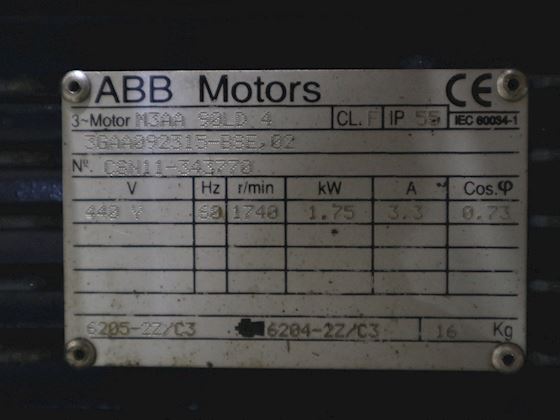 ABB Motors CE
3~Motor M3AA 90LD 4 CL. F IP 55 IEC 60034-1
3GAA092315-BSE,02
Nº CSN11-343770
V Hz r/min kW A Cos.φ
440 Y 60 1740 1.75 3.3 0.73
6205-2Z/C3 6204-2Z/C3 16 Kg